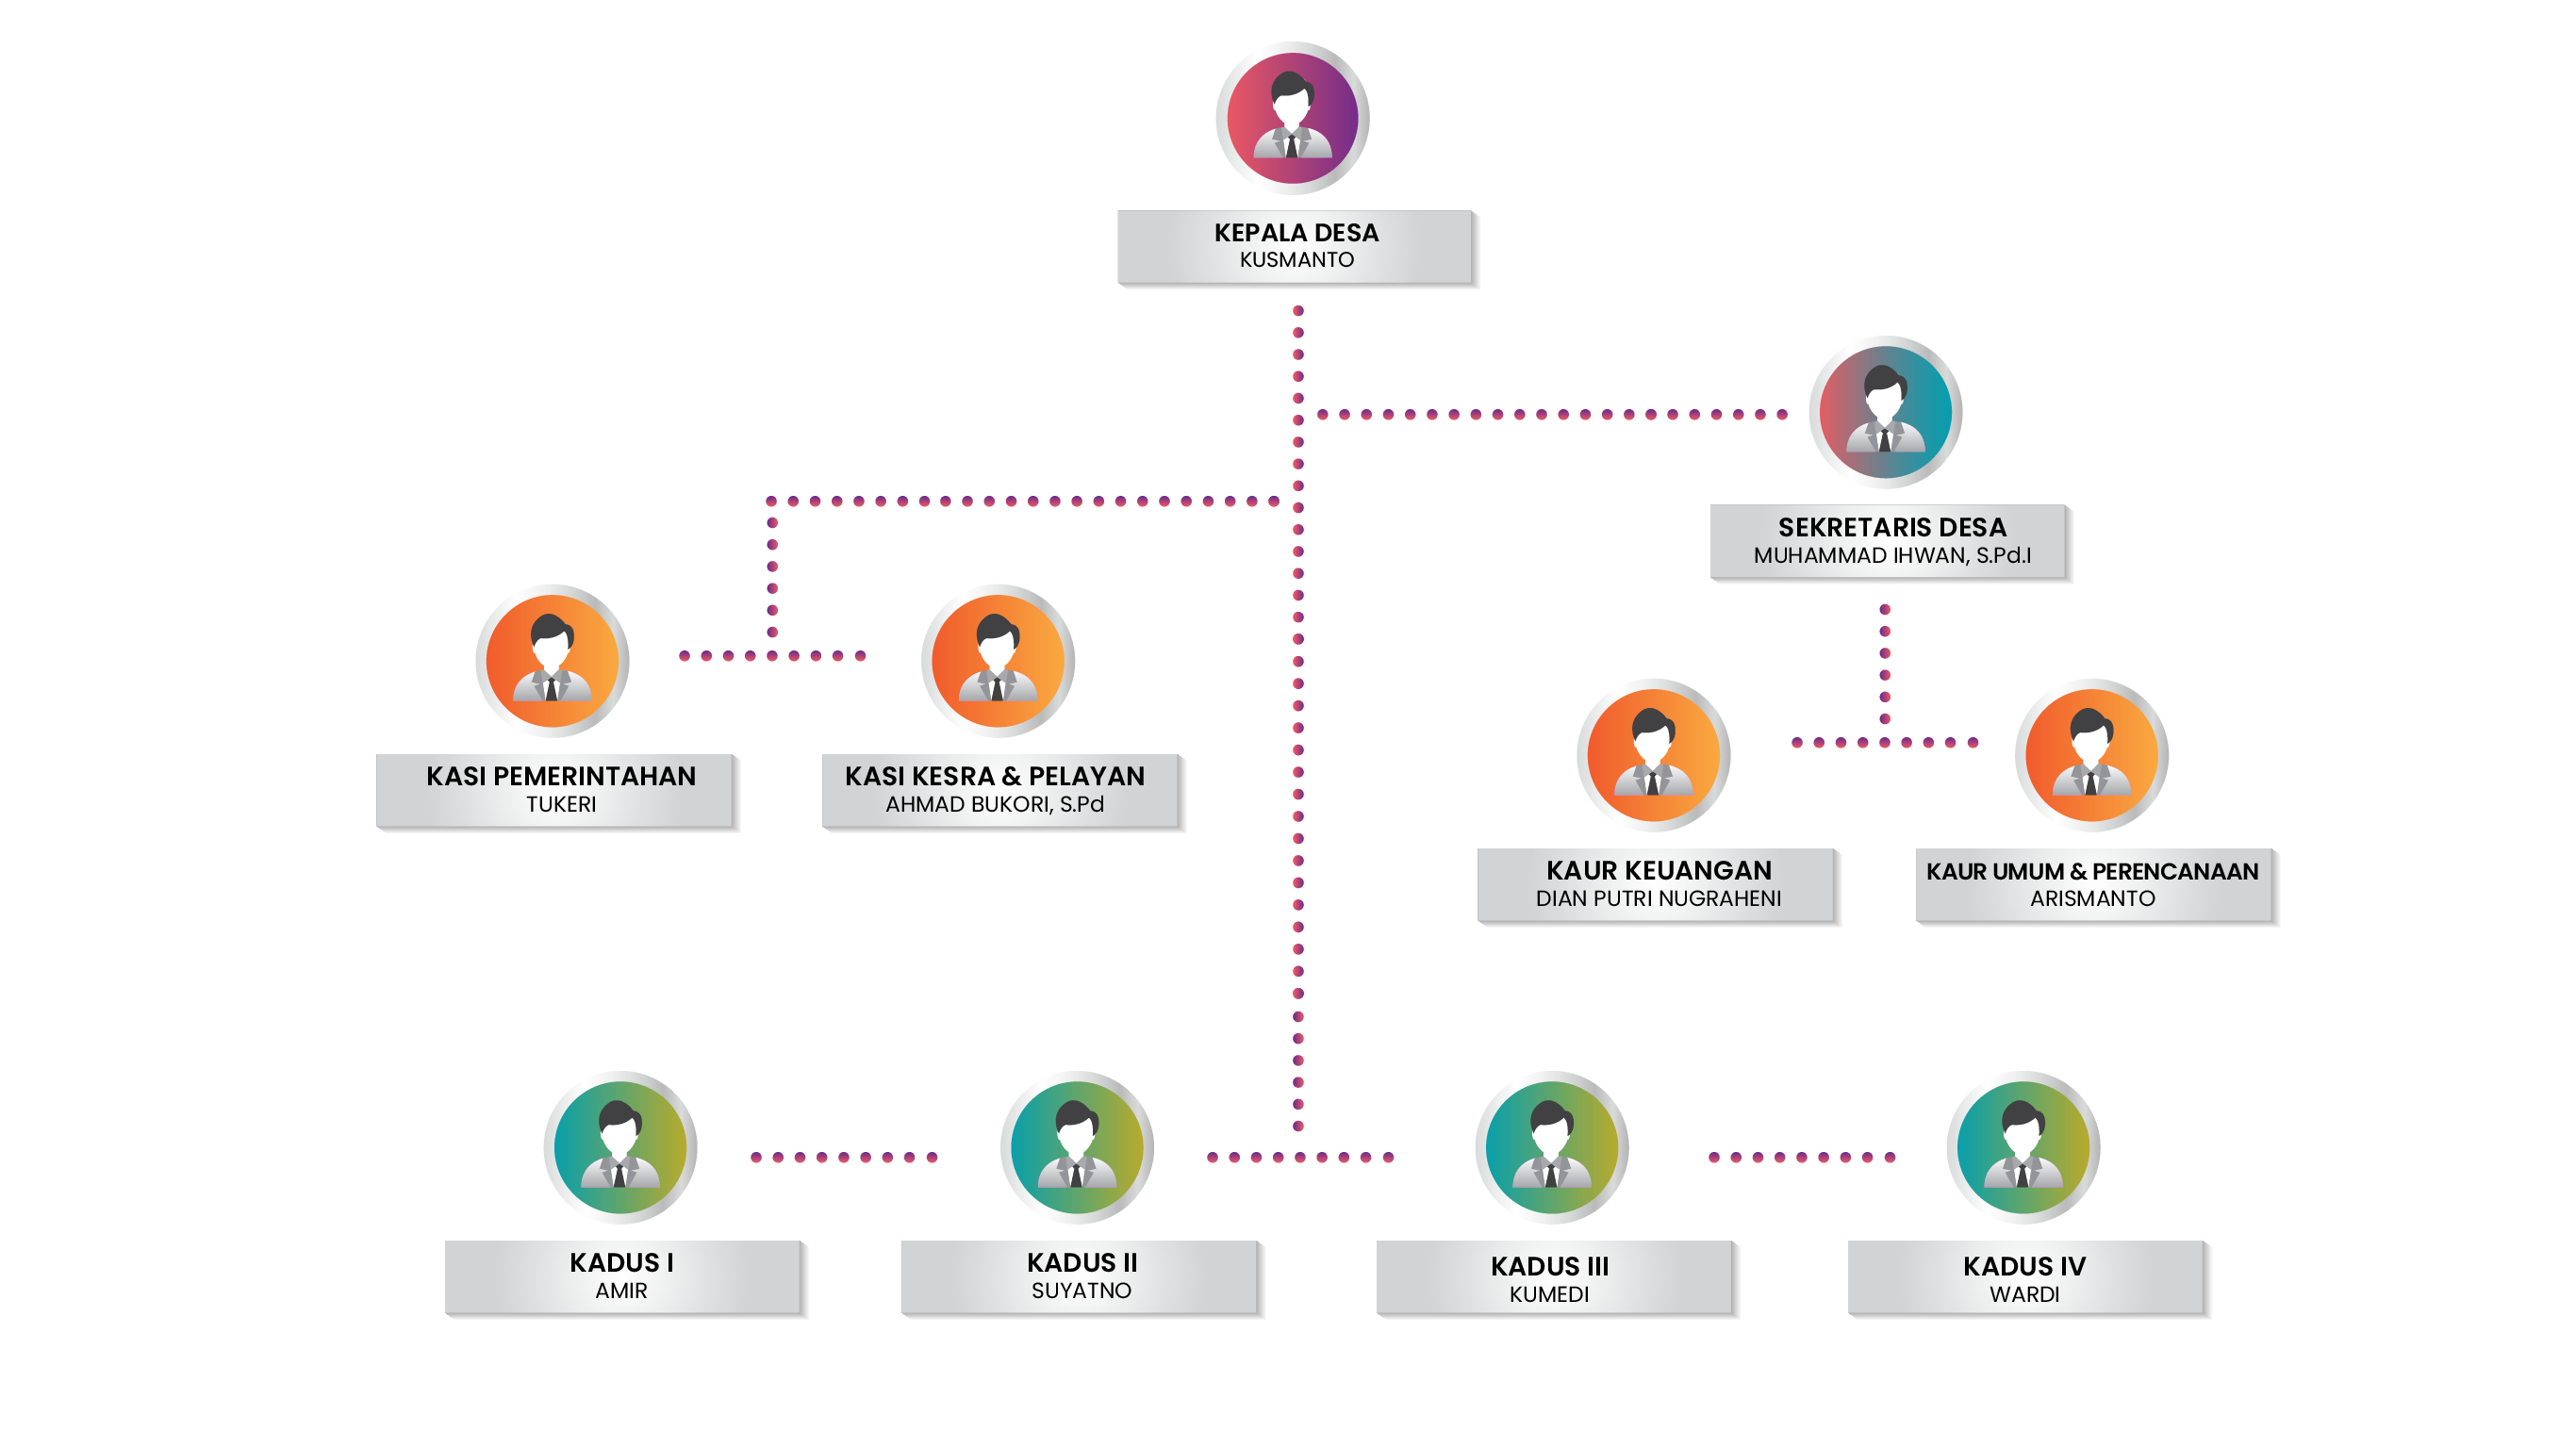 KEPALA DESA
KUSMANTO
SEKRETARIS DESA
MUHAMMAD IHWAN, S.Pd.I
KASI PEMERINTAHAN
TUKERI
KASI KESRA & PELAYAN
AHMAD BUKORI, S.Pd
KAUR KEUANGAN
DIAN PUTRI NUGRAHENI
KAUR UMUM & PERENCANAAN
ARISMANTO
KADUS I
AMIR
KADUS II
SUYATNO
KADUS III
KUMEDI
KADUS IV
WARDI